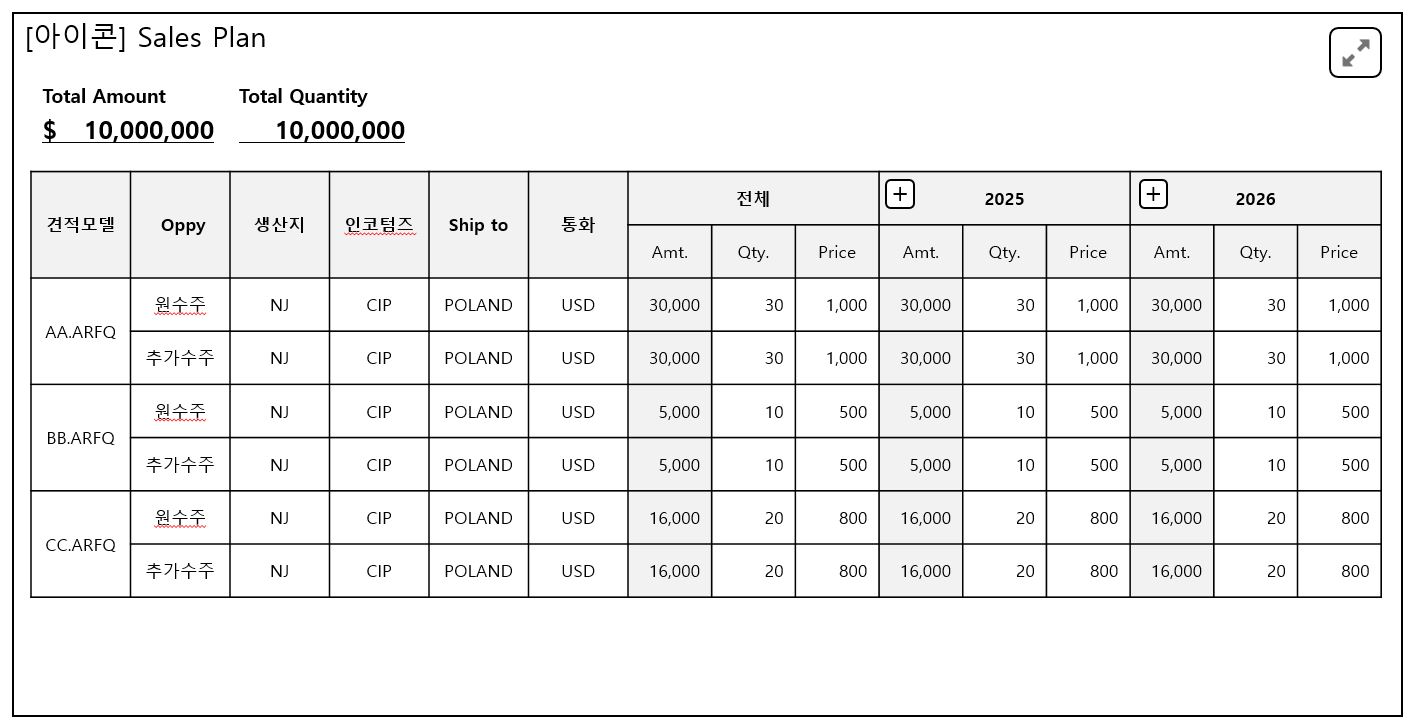 [아이콘] Sales Plan
Total Amount Total Quantity
$ 10,000,000 10,000,000
견적모델 Oppy 생산지 인코텀즈 Ship to 통화 전체 + 2025 + 2026
Amt. Qty. Price Amt. Qty. Price Amt. Qty. Price
AA.ARFQ 원수주 NJ CIP POLAND USD 30,000 30 1,000 30,000 30 1,000 30,000 30 1,000
추가수주 NJ CIP POLAND USD 30,000 30 1,000 30,000 30 1,000 30,000 30 1,000
BB.ARFQ 원수주 NJ CIP POLAND USD 5,000 10 500 5,000 10 500 5,000 10 500
추가수주 NJ CIP POLAND USD 5,000 10 500 5,000 10 500 5,000 10 500
CC.ARFQ 원수주 NJ CIP POLAND USD 16,000 20 800 16,000 20 800 16,000 20 800
추가수주 NJ CIP POLAND USD 16,000 20 800 16,000 20 800 16,000 20 800